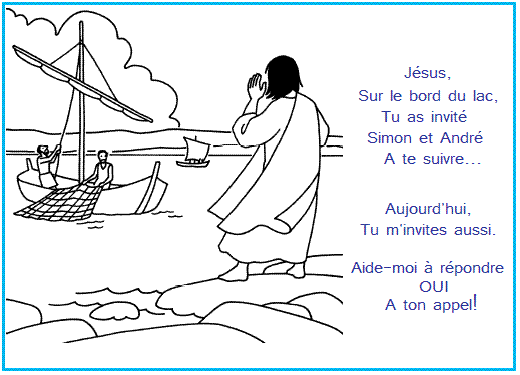 Jésus,
Sur le bord du lac,
Tu as invité
Simon et André
A te suivre...
Aujourd'hui,
Tu m'invites aussi.
Aide-moi à répondre
OUI
A ton appel!